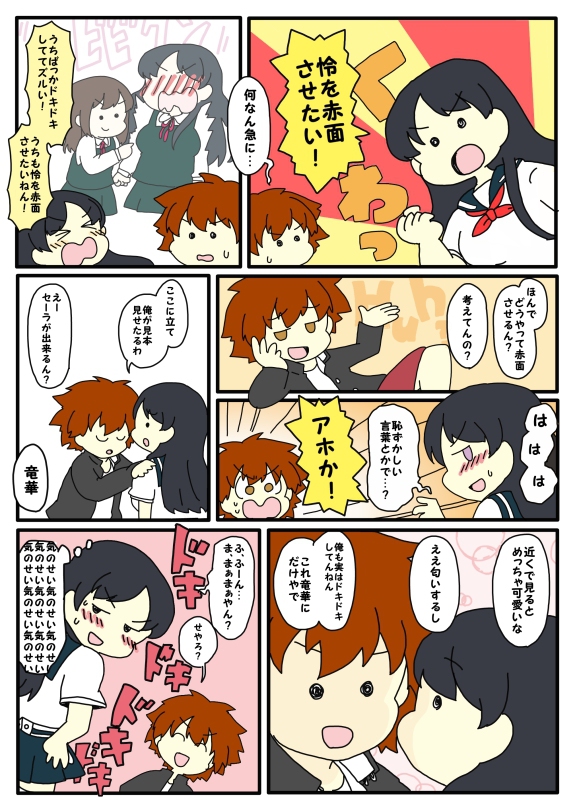 怜を赤面
させたい!
くわっ
何なん急に…
うちばっかドキドキ
しててズルい!
うちも怜を赤面
させたいねん!
ほんで
どうやって赤面
させるん?
考えてんの?
は
は
は
恥ずかしい
言葉とかで…?
アホか!
ここに立て
俺が見本
見せたるわ
えー
セーラが出来るん?
竜華
近くで見ると
めっちゃ可愛いな
ええ匂いするし
俺も実はドキドキ
してんねん
これ竜華に
だけやで
ふ、ふーん…
ま、まぁまぁやん?
せやろ?
ドキ
ドキ
ドキ
ドキ
気のせい気のせい気のせい
気のせい気のせい気のせい
気のせい気のせい気のせい